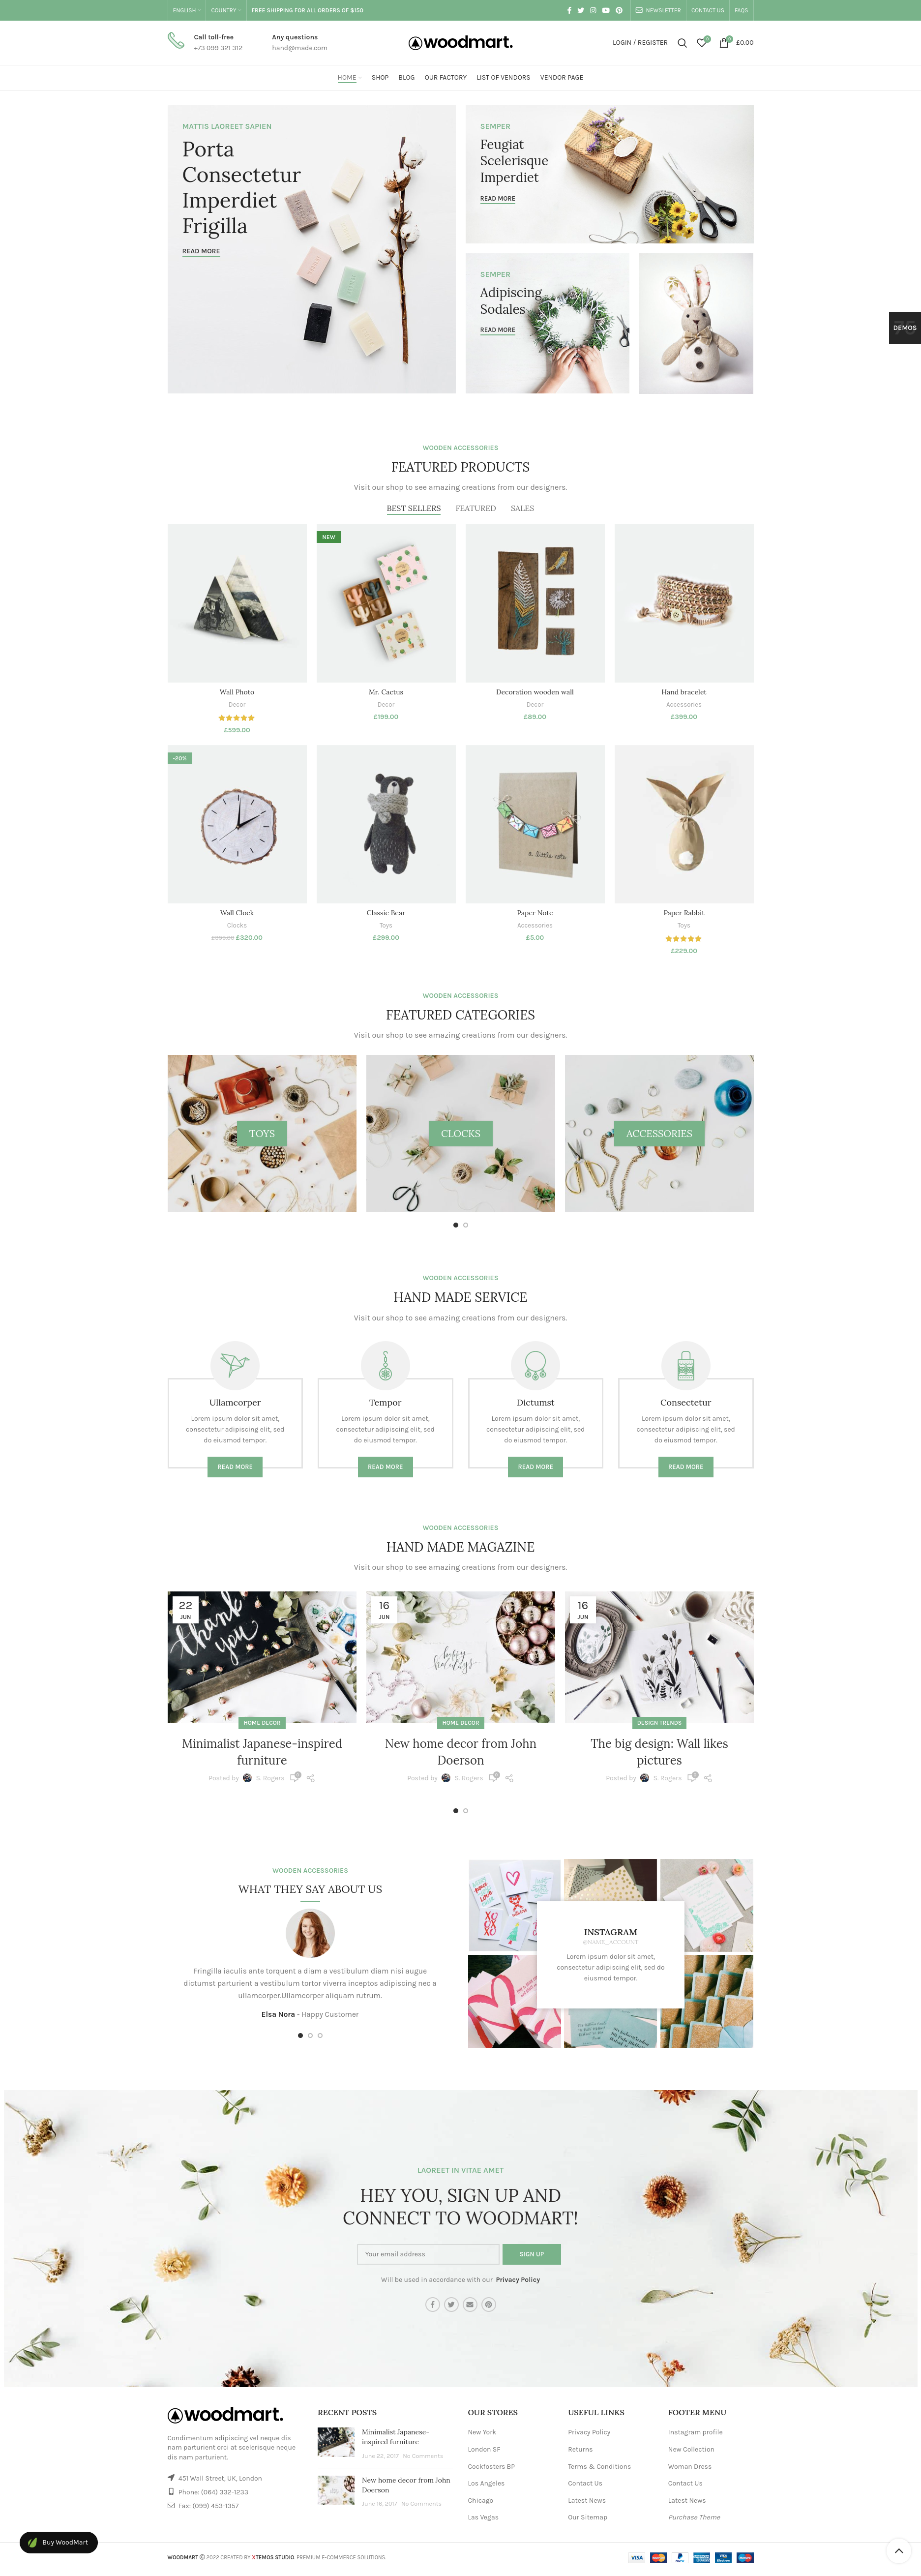 ENGLISH
COUNTRY
FREE SHIPPING FOR ALL ORDERS OF $150
NEWSLETTER
CONTACT US
FAQS
Call toll-free
+73 099 321 312
Any questions
hand@made.com
woodmart.
LOGIN / REGISTER
0
0
£0.00
HOME
SHOP
BLOG
OUR FACTORY
LIST OF VENDORS
VENDOR PAGE
MATTIS LAOREET SAPIEN
Porta
Consectetur
Imperdiet
Frigilla
READ MORE
SEMPER
Feugiat
Scelerisque
Imperdiet
READ MORE
SEMPER
Adipiscing
Sodales
READ MORE
DEMOS
WOODEN ACCESSORIES
FEATURED PRODUCTS
Visit our shop to see amazing creations from our designers.
BEST SELLERS
FEATURED
SALES
NEW
Wall Photo
Decor
£599.00
Mr. Cactus
Decor
£199.00
Decoration wooden wall
Decor
£89.00
Hand bracelet
Accessories
£399.00
-20%
a little note
Wall Clock
Clocks
£399.00 £320.00
Classic Bear
Toys
£299.00
Paper Note
Accessories
£5.00
Paper Rabbit
Toys
£229.00
WOODEN ACCESSORIES
FEATURED CATEGORIES
Visit our shop to see amazing creations from our designers.
TOYS
CLOCKS
ACCESSORIES
WOODEN ACCESSORIES
HAND MADE SERVICE
Visit our shop to see amazing creations from our designers.
Ullamcorper
Lorem ipsum dolor sit amet,
consectetur adipiscing elit, sed
do eiusmod tempor.
READ MORE
Tempor
Lorem ipsum dolor sit amet,
consectetur adipiscing elit, sed
do eiusmod tempor.
READ MORE
Dictumst
Lorem ipsum dolor sit amet,
consectetur adipiscing elit, sed
do eiusmod tempor.
READ MORE
Consectetur
Lorem ipsum dolor sit amet,
consectetur adipiscing elit, sed
do eiusmod tempor.
READ MORE
WOODEN ACCESSORIES
HAND MADE MAGAZINE
Visit our shop to see amazing creations from our designers.
22
JUN
thank
you
HOME DECOR
Minimalist Japanese-inspired
furniture
Posted by S. Rogers
0
16
JUN
happy
holidays
HOME DECOR
New home decor from John
Doerson
Posted by S. Rogers
0
16
JUN
DESIGN TRENDS
The big design: Wall likes
pictures
Posted by S. Rogers
0
WOODEN ACCESSORIES
WHAT THEY SAY ABOUT US
Fringilla iaculis ante torquent a diam a vestibulum diam nisi augue
dictumst parturient a vestibulum tortor viverra inceptos adipiscing nec a
ullamcorper.Ullamcorper aliquam rutrum.
Elsa Nora - Happy Customer
INSTAGRAM
@NAME_ACCOUNT
Lorem ipsum dolor sit amet,
consectetur adipiscing elit, sed do
eiusmod tempor.
LAOREET IN VITAE AMET
HEY YOU, SIGN UP AND
CONNECT TO WOODMART!
Your email address
SIGN UP
Will be used in accordance with our Privacy Policy
woodmart.
Condimentum adipiscing vel neque dis
nam parturient orci at scelerisque neque
dis nam parturient.
451 Wall Street, UK, London
Phone: (064) 332-1233
Fax: (099) 453-1357
RECENT POSTS
Minimalist Japanese-
inspired furniture
June 22, 2017 No Comments
New home decor from John
Doerson
June 16, 2017 No Comments
OUR STORES
New York
London SF
Cockfosters BP
Los Angeles
Chicago
Las Vegas
USEFUL LINKS
Privacy Policy
Returns
Terms & Conditions
Contact Us
Latest News
Our Sitemap
FOOTER MENU
Instagram profile
New Collection
Woman Dress
Contact Us
Latest News
Purchase Theme
Buy WoodMart
WOODMART © 2022 CREATED BY XTEMOS STUDIO. PREMIUM E-COMMERCE SOLUTIONS.
VISA
PayPal